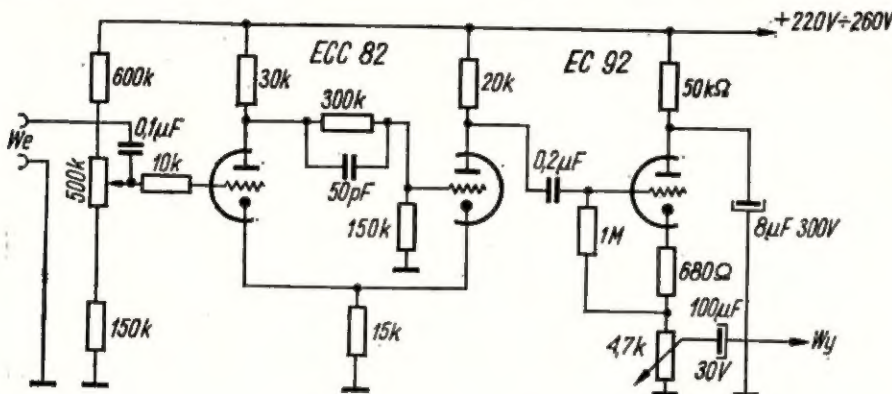 +220V÷260V
ECC 82
EC 92
600k
30k
300k
20k
50kΩ
We
0,1µF
10k
50pF
0,2µF
500k
150k
1M
8µF 300V
680Ω
150k
15k
100µF
4,7k
30V
Wy